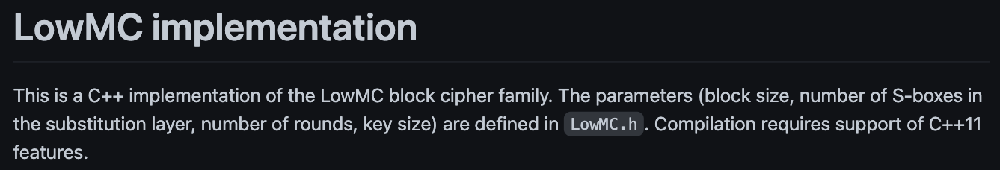 LowMC implementation
This is a C++ implementation of the LowMC block cipher family. The parameters (block size, number of S-boxes in
the substitution layer, number of rounds, key size) are defined in LowMC.h. Compilation requires support of C++11
features.